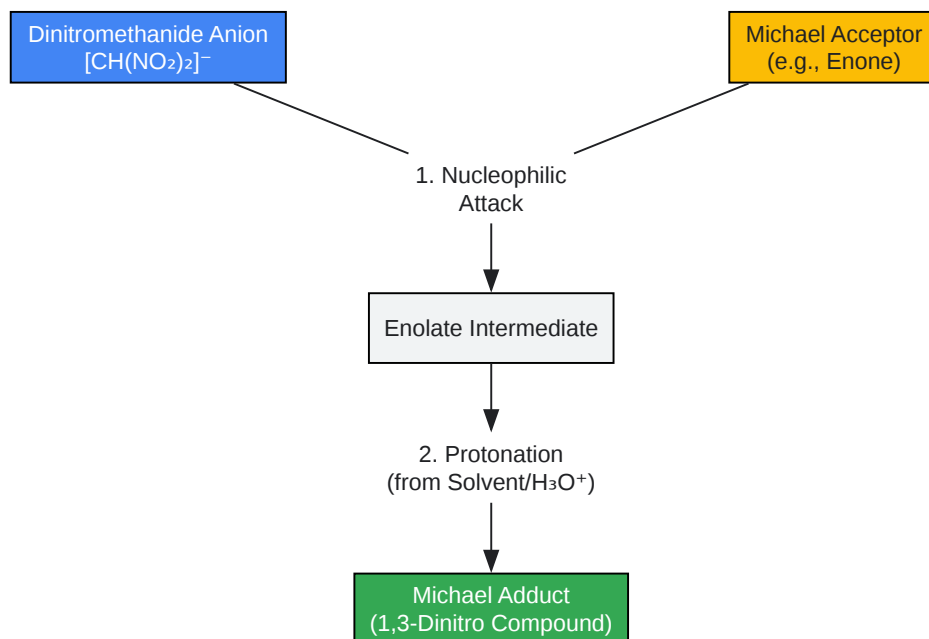 Dinitromethanide Anion
[CH(NO₂)₂]⁻
Michael Acceptor
(e.g., Enone)
1. Nucleophilic
Attack
Enolate Intermediate
2. Protonation
(from Solvent/H₃O⁺)
Michael Adduct
(1,3-Dinitro Compound)